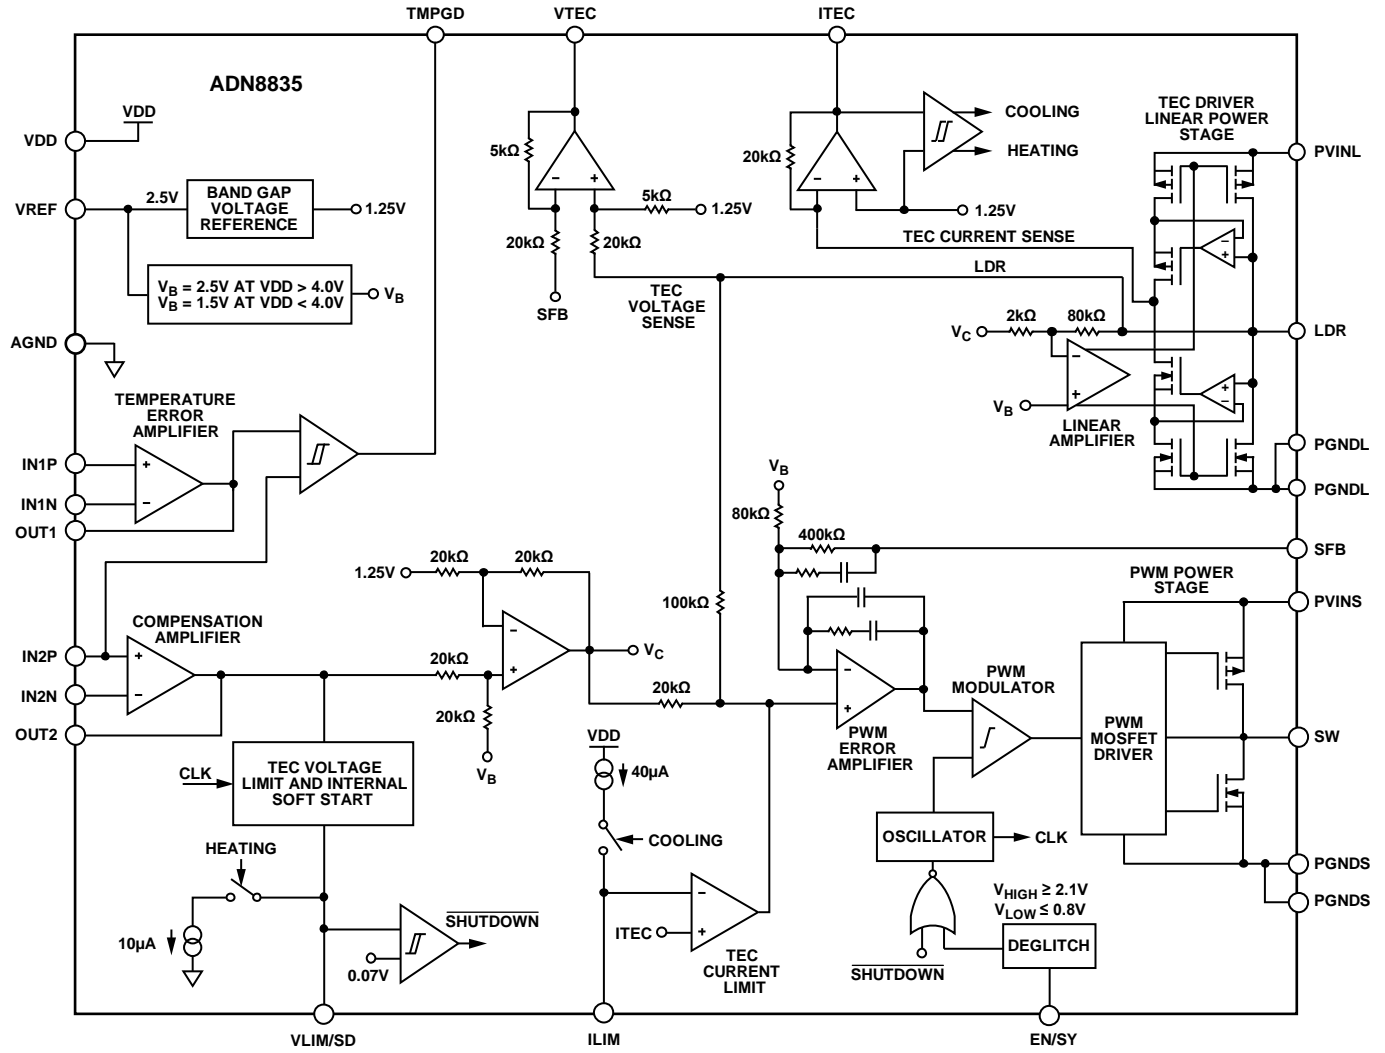 TMPGD
VTEC
ITEC
ADN8835
VDD
VDD
VREF
2.5V
BAND GAP
VOLTAGE
REFERENCE
1.25V
VB = 2.5V AT VDD > 4.0V
VB = 1.5V AT VDD < 4.0V
VB
AGND
5kΩ
−
+
5kΩ
1.25V
20kΩ
20kΩ
SFB
TEC
VOLTAGE
SENSE
20kΩ
−
+
COOLING
HEATING
1.25V
TEC CURRENT SENSE
LDR
TEC DRIVER
LINEAR POWER
STAGE
PVINL
−
+
2kΩ
80kΩ
VC
LDR
−
+
VB
LINEAR
AMPLIFIER
+
−
PGNDL
PGNDL
TEMPERATURE
ERROR
AMPLIFIER
IN1P
+
IN1N
−
OUT1
VB
80kΩ
400kΩ
SFB
20kΩ
20kΩ
1.25V
100kΩ
PWM POWER
STAGE
PVINS
COMPENSATION
AMPLIFIER
IN2P
+
IN2N
−
OUT2
−
+
VC
20kΩ
20kΩ
VB
20kΩ
−
+
PWM
ERROR
AMPLIFIER
PWM
MODULATOR
PWM
MOSFET
DRIVER
SW
CLK
TEC VOLTAGE
LIMIT AND INTERNAL
SOFT START
VDD
40µA
COOLING
OSCILLATOR
CLK
HEATING
10µA
SHUTDOWN
0.07V
−
+
ITEC
TEC
CURRENT
LIMIT
VHIGH ≥ 2.1V
VLOW ≤ 0.8V
DEGLITCH
SHUTDOWN
PGNDS
PGNDS
VLIM/SD
ILIM
EN/SY